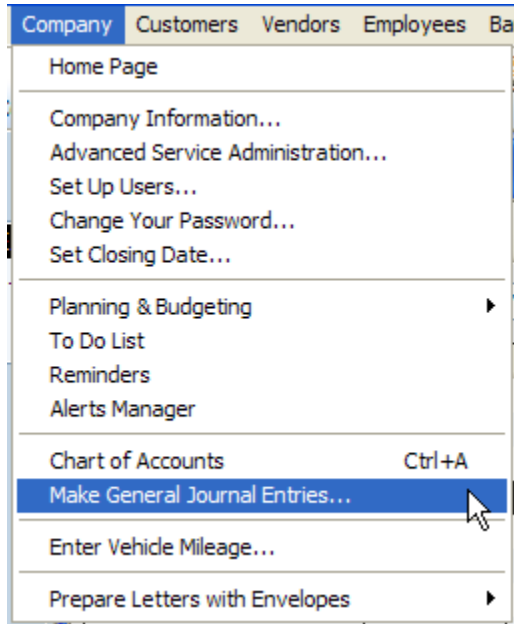 Company Customers Vendors Employees Ba
Home Page
Company Information...
Advanced Service Administration...
Set Up Users...
Change Your Password...
Set Closing Date...
Planning & Budgeting
To Do List
Reminders
Alerts Manager
Chart of Accounts Ctrl+A
Make General Journal Entries...
Enter Vehicle Mileage...
Prepare Letters with Envelopes